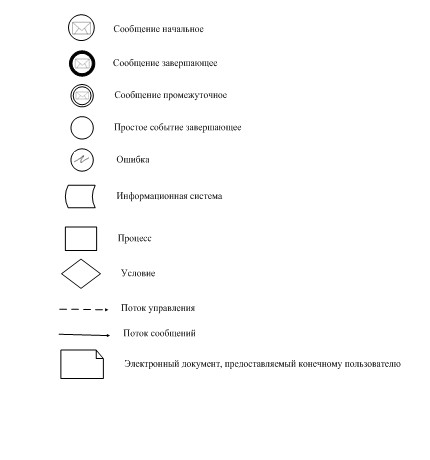 Сообщение начальное
Сообщение завершающее
Сообщение промежуточное
Простое событие завершающее
Ошибка
Информационная система
Процесс
Условие
Поток управления
Поток сообщений
Электронный документ, предоставляемый конечному пользователю